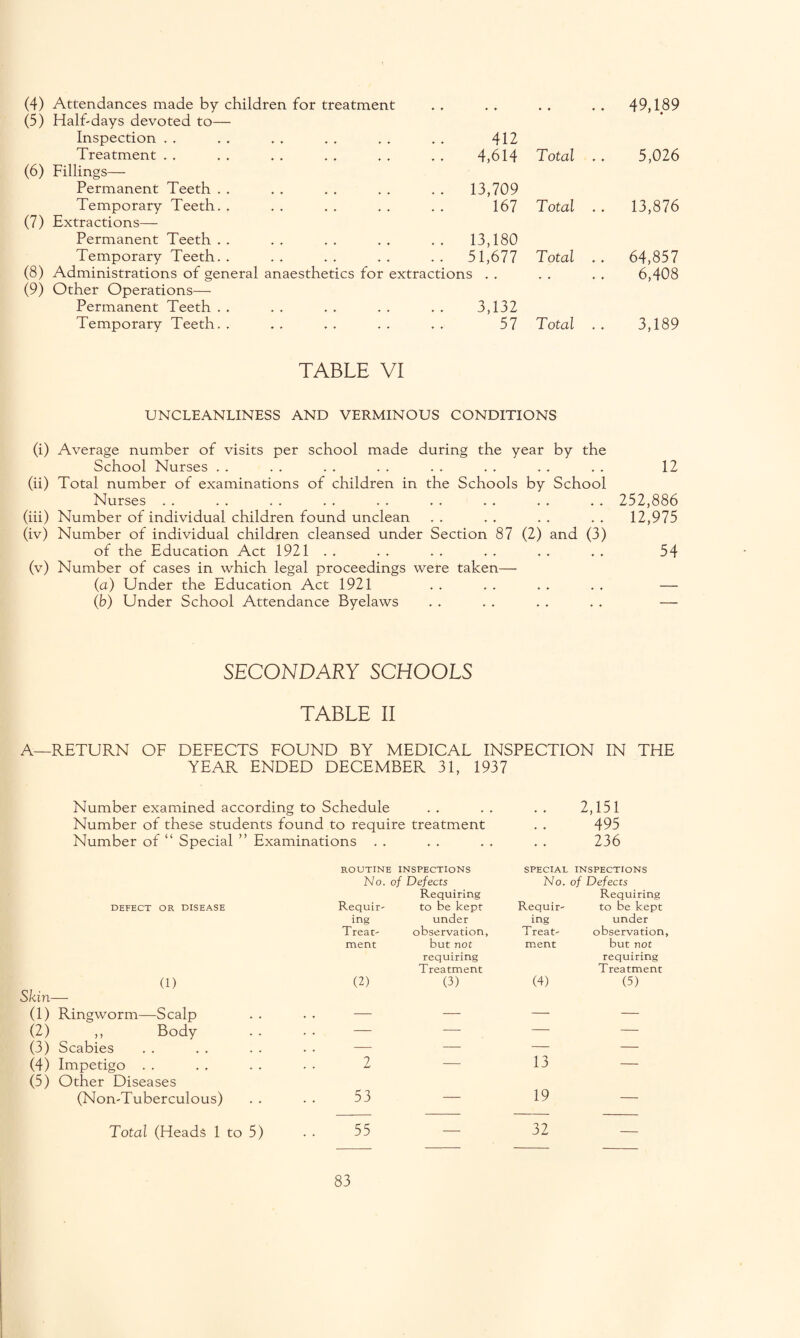 (4) Attendances made by children for treatment . . . . . . . . 49,189
(5) Half-days devoted to—
Inspection . . . . . . . . . . . . 412
Treatment . . . . . . . . . . . . 4,614 Total . . 5,026
(6) Fillings—
Permanent Teeth . . . . . . . . . . 13,709
Temporary Teeth. . . . . . . . . . 167 Total . . 13,876
(7) Extractions—
Permanent Teeth . . . . . . . . . . 13,180
Temporary Teeth. . . . . . . . . . 51,677 Total . . 64,857
(8) Administrations of general anaesthetics for extractions . . . . . . 6,408
(9) Other Operations—
Permanent Teeth . . . . . . . . . . 3,132
Temporary Teeth. . . . . . . . . . 57 Total . . 3,189
TABLE VI
UNCLEANLINESS AND VERMINOUS CONDITIONS
(i) Average number of visits per school made during the year by the
School Nurses . . . . . . . . . . . . . . . . 12
(ii) Total number of examinations of children in the Schools by School
Nurses . . . . . . . . . . . . . . . . . . 252,886
(iii) Number of individual children found unclean . . . . . . . . 12,975
(iv) Number of individual children cleansed under Section 87 (2) and (3)
of the Education Act 1921 . . . . . . . . . . . . 54
(v) Number of cases in which legal proceedings were taken—
(a) Under the Education Act 1921 . . . . . . . . —
(b) Under School Attendance Byelaws . . . . . . . . —
SECONDARY SCHOOLS
TABLE II
A—RETURN OF DEFECTS FOUND BY MEDICAL INSPECTION IN THE
YEAR ENDED DECEMBER 31, 1937
Number examined according to Schedule . . . . . . 2,151
Number of these students found to require treatment . . 495
Number of “ Special ” Examinations . . . . . . . . 236
ROUTINE INSPECTIONS SPECIAL INSPECTIONS
No. of Defects No. of Defects
Requiring Requiring
DEFECT OR DISEASE Requir- to be kept Requir- to be kept
ing under ing under
Treat- observation, Treat- observation,
ment but not ment but not
requiring requiring
Treatment Treatment
(1) (2) (3) (4) (5)
Skin—
(1) Ringworm—Scalp . . . . — — — —
(2) ,, Body . . . . — — — —
(3) Scabies . . . . . . . . — — — —
(4) Impetigo . . . . . . . . 2 — 13 —
(5) Other Diseases
(Non-Tuberculous) . . . . 53 — 19 —
Total (Heads 1 to 5) . . 55 — 32 —
83